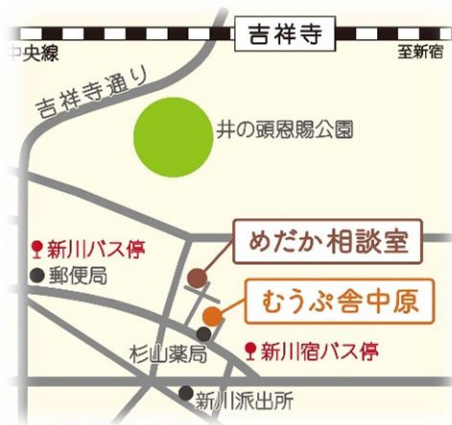 吉祥寺
中央線
至新宿
吉祥寺通り
井の頭恩賜公園
めだか相談室
新川バス停
郵便局
むうぷ舎中原
杉山薬局
新川宿バス停
新川派出所